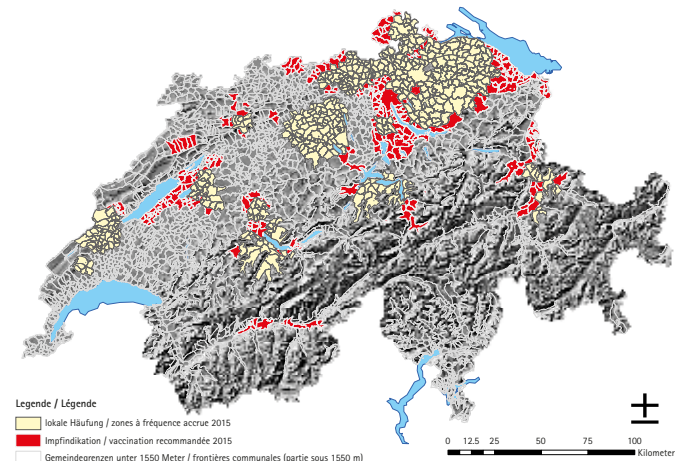 Legende / Légende
lokale Häufung / zones à fréquence accrue 2015
Impfindikation / vaccination recommandée 2015
Gemeindegrenzen unter 1550 Meter / frontières communales (partie sous 1550 m)
0 12.5 25 50 75 100
Kilometer